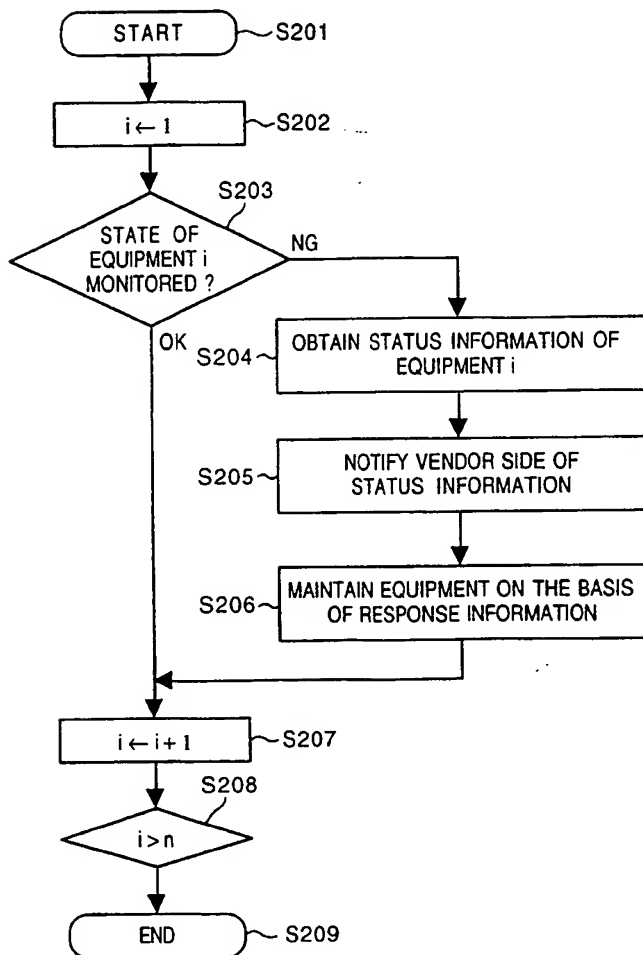 START
S201
i ← 1
S202
S203
STATE OF
EQUIPMENT i
MONITORED ?
NG
OK
S204
OBTAIN STATUS INFORMATION OF
EQUIPMENT i
S205
NOTIFY VENDOR SIDE OF
STATUS INFORMATION
S206
MAINTAIN EQUIPMENT ON THE BASIS
OF RESPONSE INFORMATION
i ← i + 1
S207
S208
i > n
END
S209